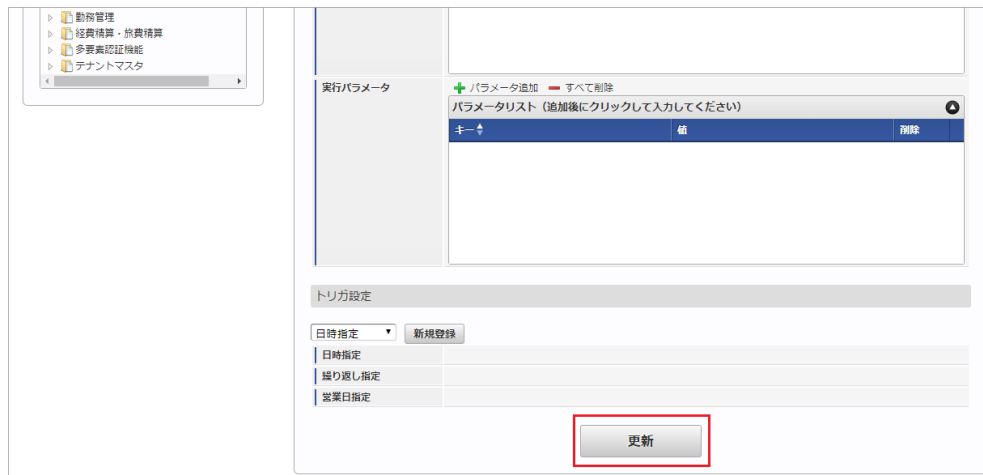 勤務管理
経費精算・旅費精算
多要素認証機能
テナントマスタ
実行パラメータ
パラメータ追加 すべて削除
パラメータリスト（追加後にクリックして入力してください）
キー 値 削除
トリガ設定
日時指定 新規登録
日時指定
繰り返し指定
営業日指定
更新